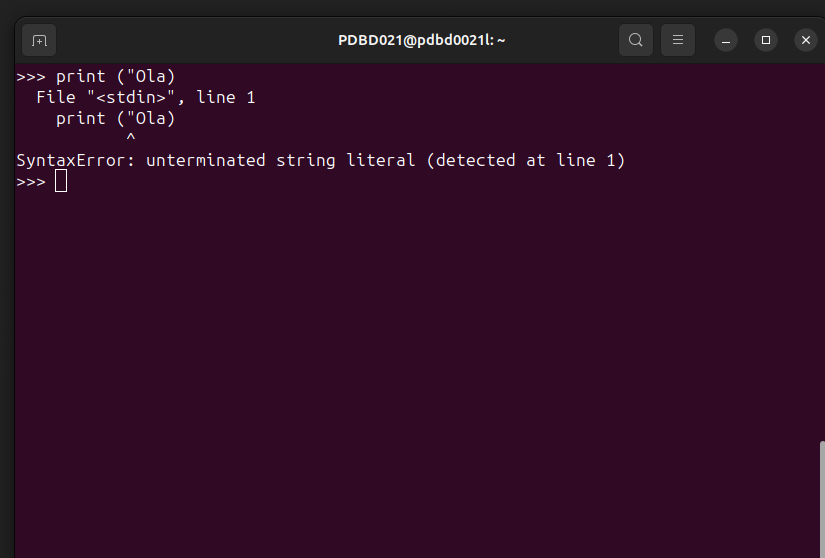 PDBD021@pdbd0021l: ~
>>> print ("Ola)
  File "<stdin>", line 1
    print ("Ola)
           ^
SyntaxError: unterminated string literal (detected at line 1)
>>>